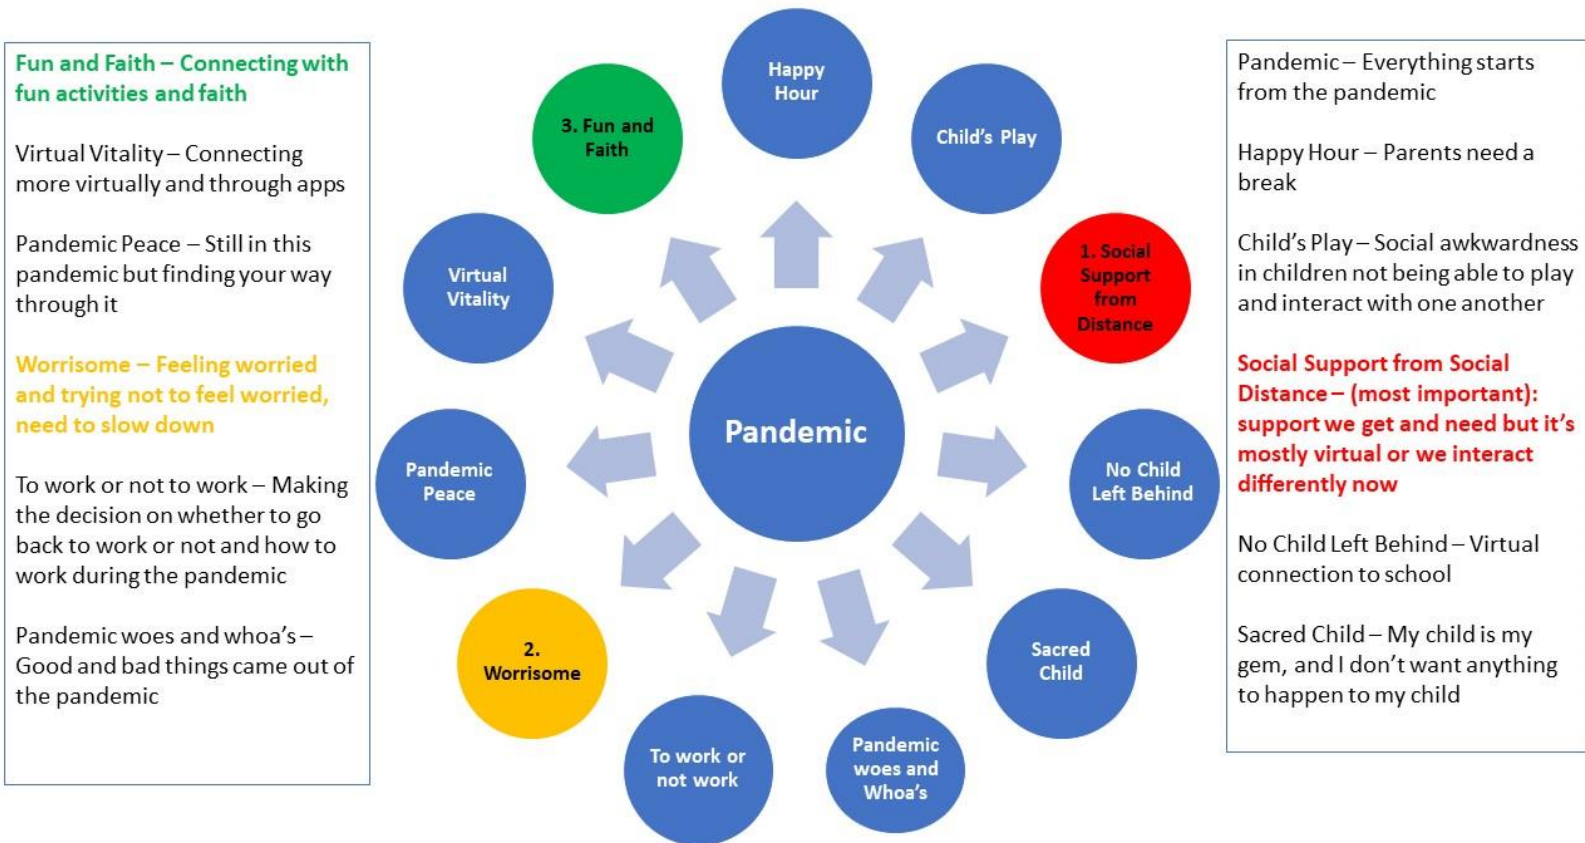 Fun and Faith – Connecting with
fun activities and faith
Virtual Vitality – Connecting
more virtually and through apps
Pandemic Peace – Still in this
pandemic but finding your way
through it
Worrisome – Feeling worried
and trying not to feel worried,
need to slow down
To work or not to work – Making
the decision on whether to go
back to work or not and how to
work during the pandemic
Pandemic woes and whoa's –
Good and bad things came out of
the pandemic
Happy
Hour
Child's Play
1. Social
Support
from
Distance
No Child
Left Behind
Sacred
Child
Pandemic
woes and
Whoa's
To work or
not work
2.
Worrisome
Pandemic
Peace
Virtual
Vitality
3. Fun and
Faith
Pandemic
Pandemic – Everything starts
from the pandemic
Happy Hour – Parents need a
break
Child's Play – Social awkwardness
in children not being able to play
and interact with one another
Social Support from Social
Distance – (most important):
support we get and need but it's
mostly virtual or we interact
differently now
No Child Left Behind – Virtual
connection to school
Sacred Child – My child is my
gem, and I don't want anything
to happen to my child